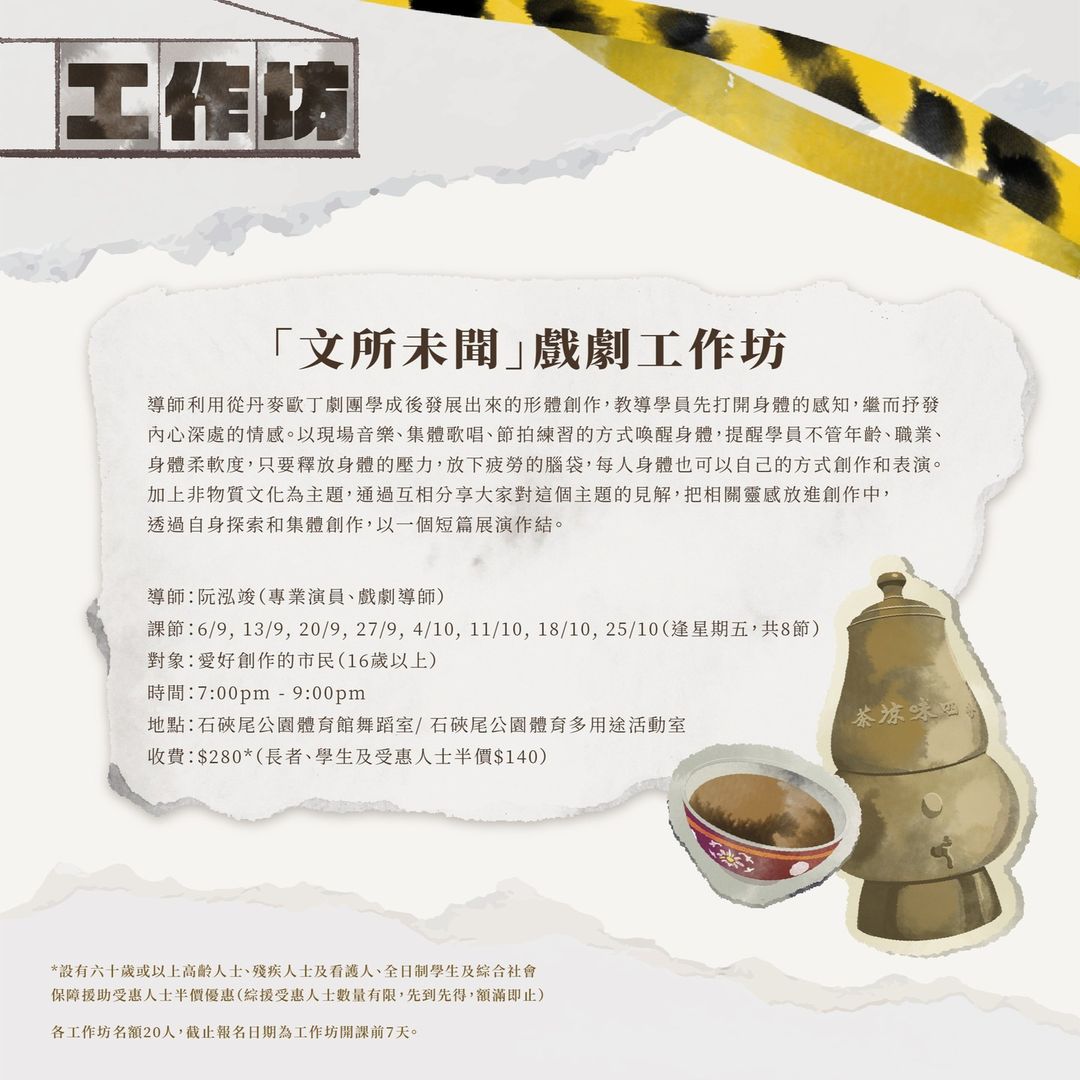 工作坊
「文所未聞」戲劇工作坊
導師利用從丹麥歐丁劇團學成後發展出來的形體創作，教導學員先打開身體的感知，繼而抒發
內心深處的情感。以現場音樂、集體歌唱、節拍練習的方式喚醒身體，提醒學員不管年齡、職業、
身體柔軟度，只要釋放身體的壓力，放下疲勞的腦袋，每人身體也可以自己的方式創作和表演。
加上非物質文化為主題，通過互相分享大家對這個主題的見解，把相關靈感放進創作中，
透過自身探索和集體創作，以一個短篇展演作結。
導師：阮泓竣（專業演員、戲劇導師）
課節：6/9, 13/9, 20/9, 27/9, 4/10, 11/10, 18/10, 25/10（逢星期五，共8節）
對象：愛好創作的市民（16歲以上）
時間：7:00pm - 9:00pm
地點：石硤尾公園體育館舞蹈室/ 石硤尾公園體育多用途活動室
收費：$280*（長者、學生及受惠人士半價$140）
茶凉味四
*設有六十歲或以上高齡人士、殘疾人士及看護人、全日制學生及綜合社會
保障援助受惠人士半價優惠（綜援受惠人士數量有限，先到先得，額滿即止）
各工作坊名額20人，截止報名日期為工作坊開課前7天。